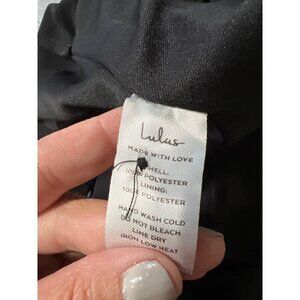 Lulus
MADE WITH LOVE
SHELL:
100% POLYESTER
LINING:
100% POLYESTER
HAND WASH COLD
DO NOT BLEACH
LINE DRY
IRON LOW HEAT